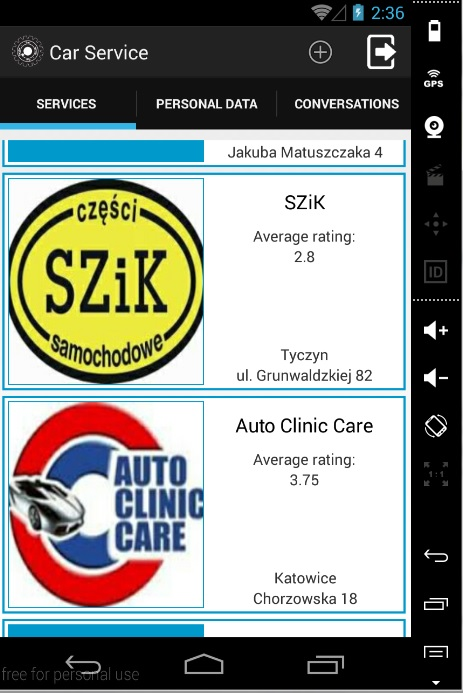 2:36
Car Service
GPS
SERVICES
PERSONAL DATA
CONVERSATIONS
Jakuba Matuszczaka 4
części
SZiK
samochodowe
SZiK
Average rating:
2.8
Tyczyn
ul. Grunwaldzkiej 82
ID
AUTO
CLINIC
CARE
Auto Clinic Care
Average rating:
3.75
Katowice
Chorzowska 18
1:1
free for personal use